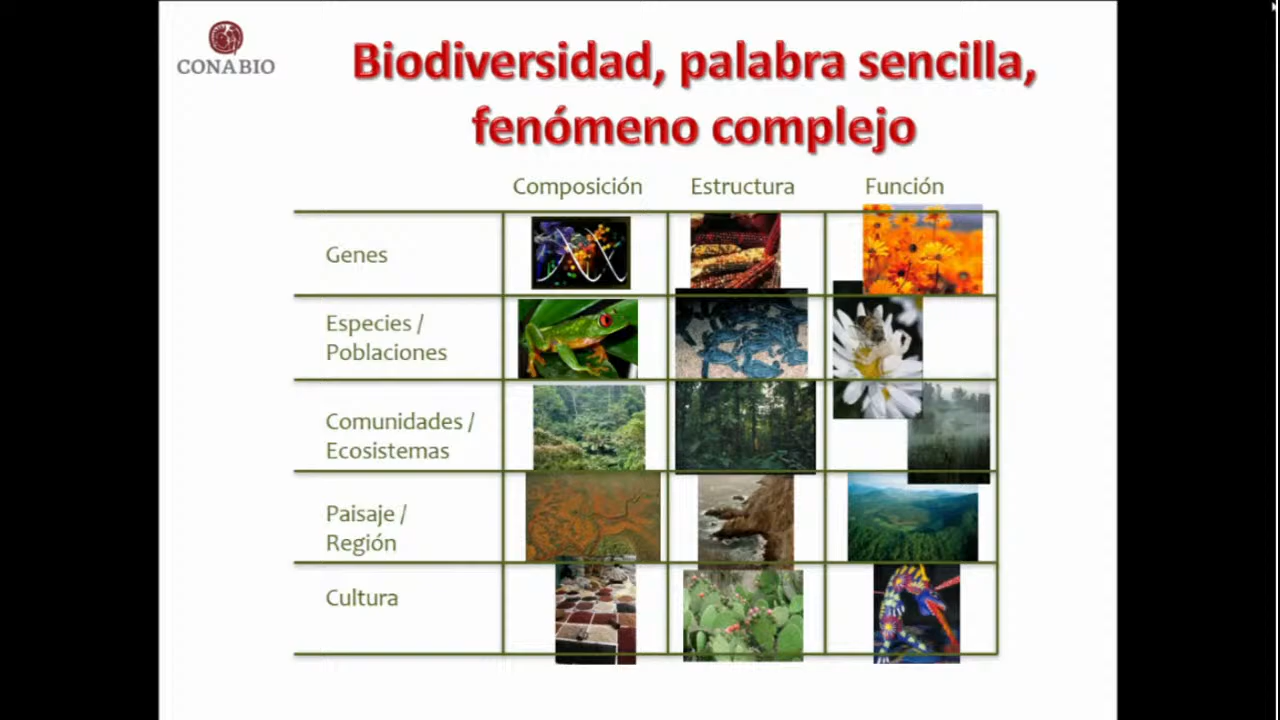 CONABIO
Biodiversidad, palabra sencilla,
fenómeno complejo
Composición Estructura Función
Genes
Especies /
Poblaciones
Comunidades /
Ecosistemas
Paisaje /
Región
Cultura